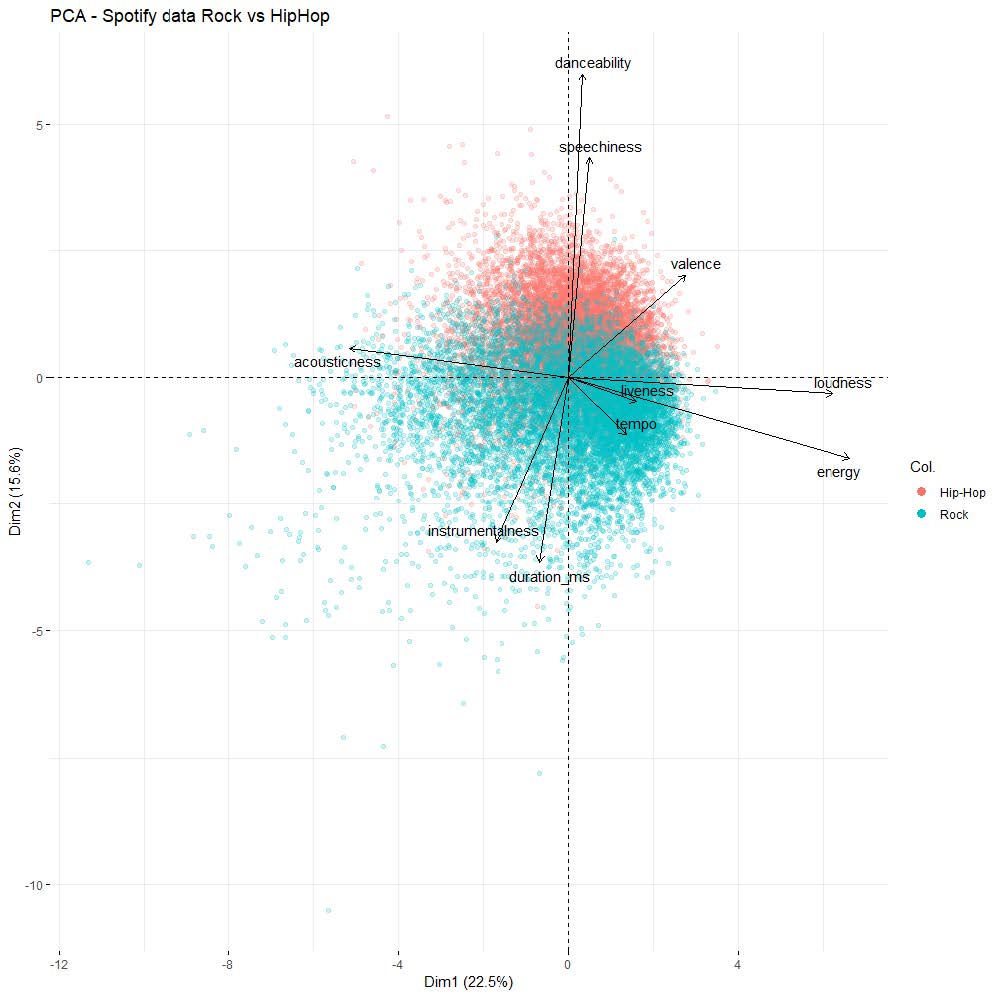 PCA - Spotify data Rock vs HipHop
danceability
speechiness
valence
acousticness
loudness
liveness
tempo
energy
instrumentalness
duration_ms
5
0
-5
-10
Dim2 (15.6%)
-12
-8
-4
0
4
Dim1 (22.5%)
Col.
Hip-Hop
Rock